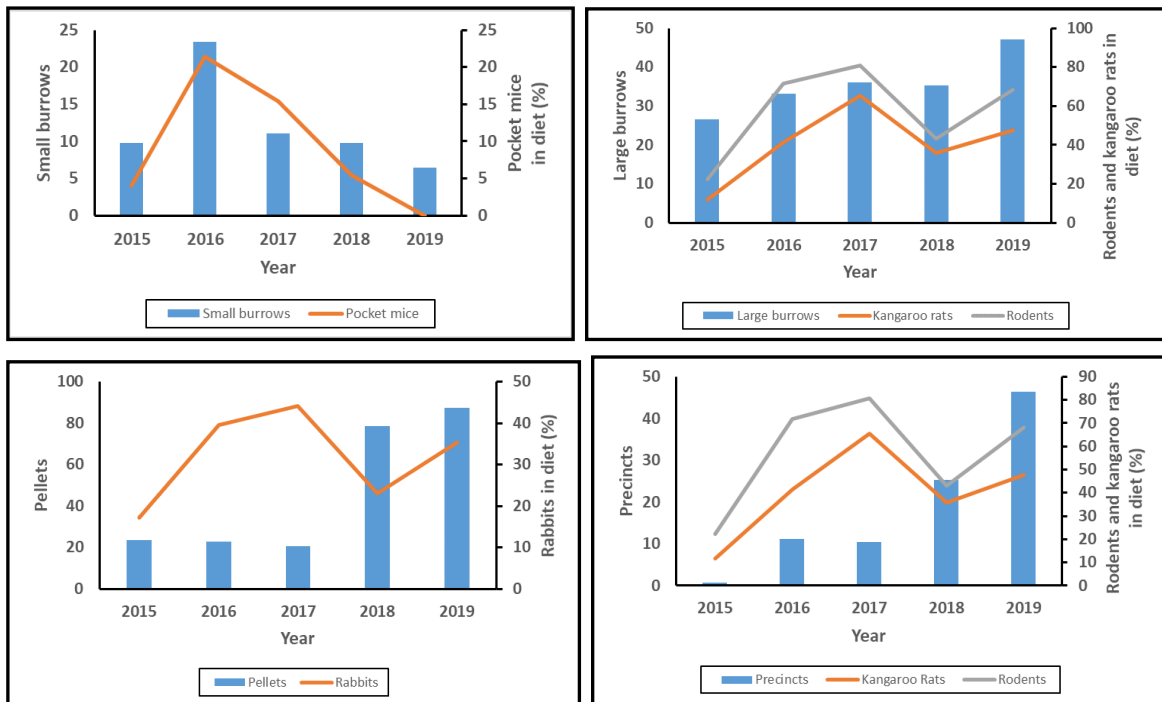 25
20
15
10
5
0
Small burrows
25
20
15
10
5
0
Pocket mice
in diet (%)
2015 2016 2017 2018 2019
Year
Small burrows Pocket mice
50
40
30
20
10
0
Large burrows
100
80
60
40
20
0
Rodents and kangaroo rats in
diet (%)
2015 2016 2017 2018 2019
Year
Large burrows Kangaroo rats Rodents
100
80
60
40
20
0
Pellets
50
40
30
20
10
0
Rabbits in diet (%)
2015 2016 2017 2018 2019
Year
Pellets Rabbits
50
40
30
20
10
0
Precincts
90
80
70
60
50
40
30
20
10
0
Rodents and kangaroo rats
in diet (%)
2015 2016 2017 2018 2019
Year
Precincts Kangaroo Rats Rodents